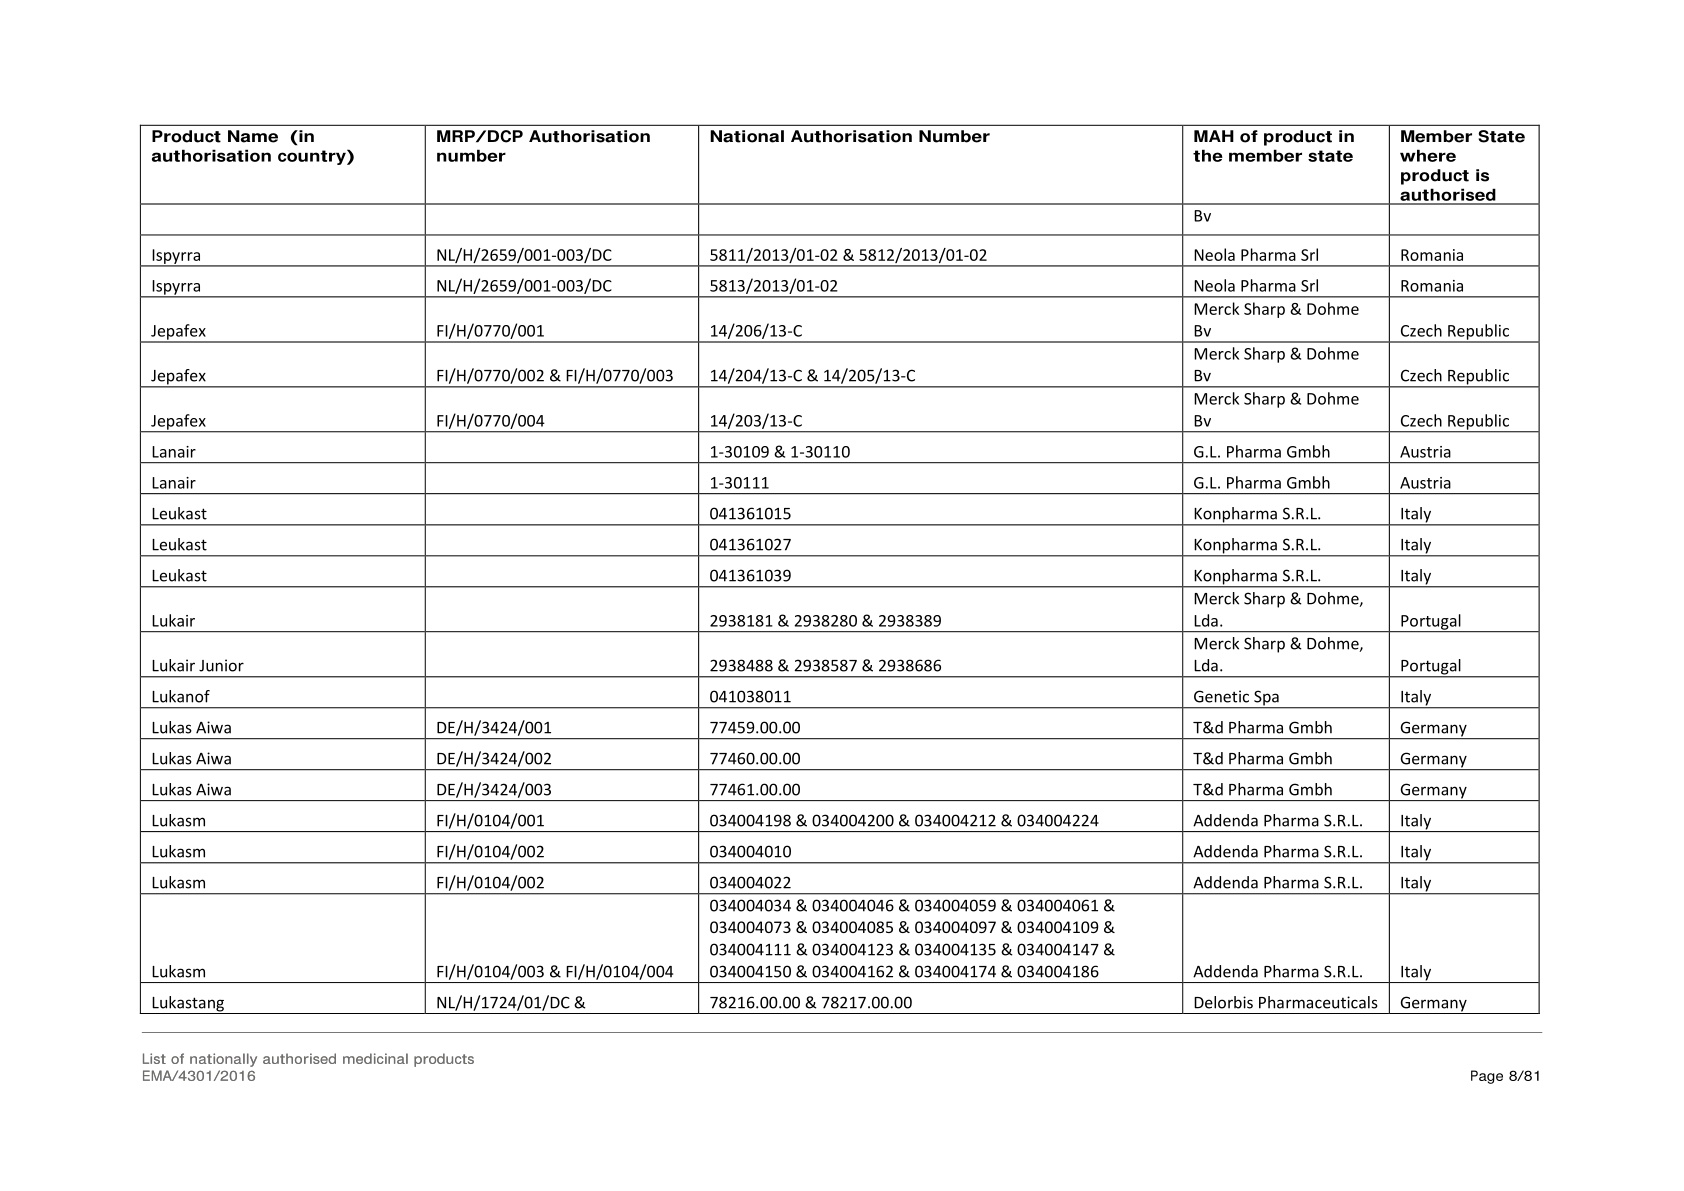 Product Name  (in authorisation country) MRP/DCP Authorisation number National Authorisation Number MAH of product in the member state Member State where product is authorised
Bv
Ispyrra NL/H/2659/001-003/DC 5811/2013/01-02 & 5812/2013/01-02 Neola Pharma Srl Romania
Ispyrra NL/H/2659/001-003/DC 5813/2013/01-02 Neola Pharma Srl Romania
Jepafex FI/H/0770/001 14/206/13-C Merck Sharp & Dohme Bv Czech Republic
Jepafex FI/H/0770/002 & FI/H/0770/003 14/204/13-C & 14/205/13-C Merck Sharp & Dohme Bv Czech Republic
Jepafex FI/H/0770/004 14/203/13-C Merck Sharp & Dohme Bv Czech Republic
Lanair 1-30109 & 1-30110 G.L. Pharma Gmbh Austria
Lanair 1-30111 G.L. Pharma Gmbh Austria
Leukast 041361015 Konpharma S.R.L. Italy
Leukast 041361027 Konpharma S.R.L. Italy
Leukast 041361039 Konpharma S.R.L. Italy
Lukair 2938181 & 2938280 & 2938389 Merck Sharp & Dohme, Lda. Portugal
Lukair Junior 2938488 & 2938587 & 2938686 Merck Sharp & Dohme, Lda. Portugal
Lukanof 041038011 Genetic Spa Italy
Lukas Aiwa DE/H/3424/001 77459.00.00 T&d Pharma Gmbh Germany
Lukas Aiwa DE/H/3424/002 77460.00.00 T&d Pharma Gmbh Germany
Lukas Aiwa DE/H/3424/003 77461.00.00 T&d Pharma Gmbh Germany
Lukasm FI/H/0104/001 034004198 & 034004200 & 034004212 & 034004224 Addenda Pharma S.R.L. Italy
Lukasm FI/H/0104/002 034004010 Addenda Pharma S.R.L. Italy
Lukasm FI/H/0104/002 034004022 Addenda Pharma S.R.L. Italy
034004034 & 034004046 & 034004059 & 034004061 &
034004073 & 034004085 & 034004097 & 034004109 &
034004111 & 034004123 & 034004135 & 034004147 &
Lukasm FI/H/0104/003 & FI/H/0104/004 034004150 & 034004162 & 034004174 & 034004186 Addenda Pharma S.R.L. Italy
Lukastang NL/H/1724/01/DC & 78216.00.00 & 78217.00.00 Delorbis Pharmaceuticals Germany
List of nationally authorised medicinal products
EMA/4301/2016 Page 8/81